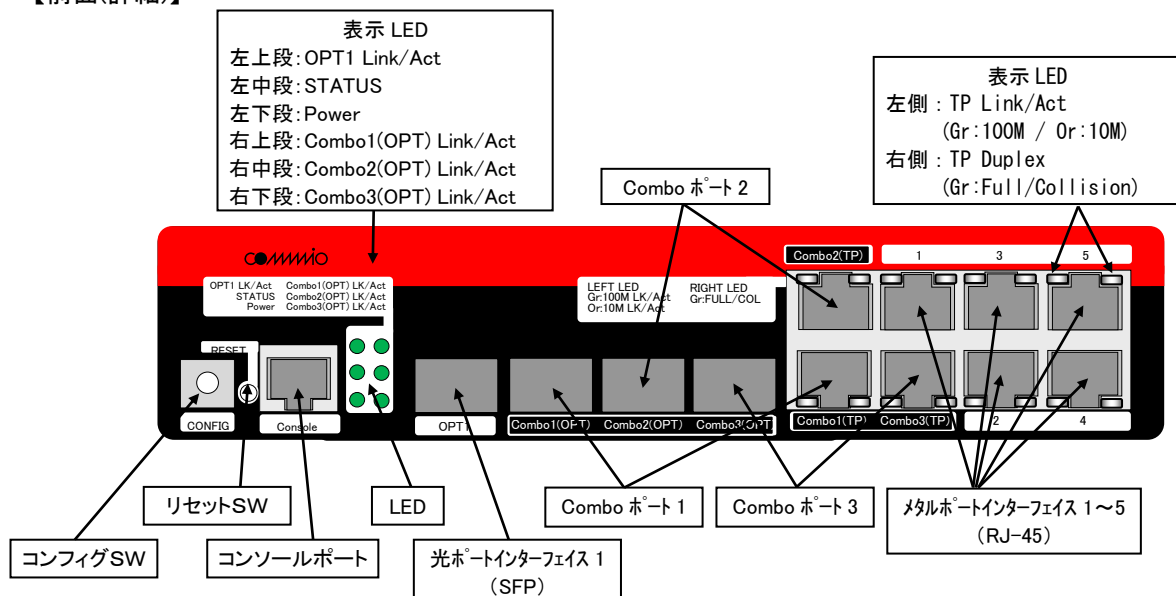 【前面(詳細)】
表示 LED
左上段:OPT1 Link/Act
左中段:STATUS
左下段:Power
右上段:Combo1(OPT) Link/Act
右中段:Combo2(OPT) Link/Act
右下段:Combo3(OPT) Link/Act
表示 LED
左側 : TP Link/Act
(Gr:100M / Or:10M)
右側 : TP Duplex
(Gr:Full/Collision)
Combo ポート 2
commio
OPT1 LK/Act Combo1(OPT) LK/Act
STATUS Combo2(OPT) LK/Act
Power Combo3(OPT) LK/Act
LEFT LED
Gr:100M LK/Act
Or:10M LK/Act
RIGHT LED
Gr:FULL/COL
Combo2(TP) 1 3 5
RESET
CONFIG Console OPT1 Combo1(OPT) Combo2(OPT) Combo3(OPT)
Combo1(TP) Combo3(TP) 2 4
リセットSW
LED
Combo ポート 1
Combo ポート 3
メタルポートインターフェイス 1～5
(RJ-45)
コンフィグSW
コンソールポート
光ポートインターフェイス 1
(SFP)